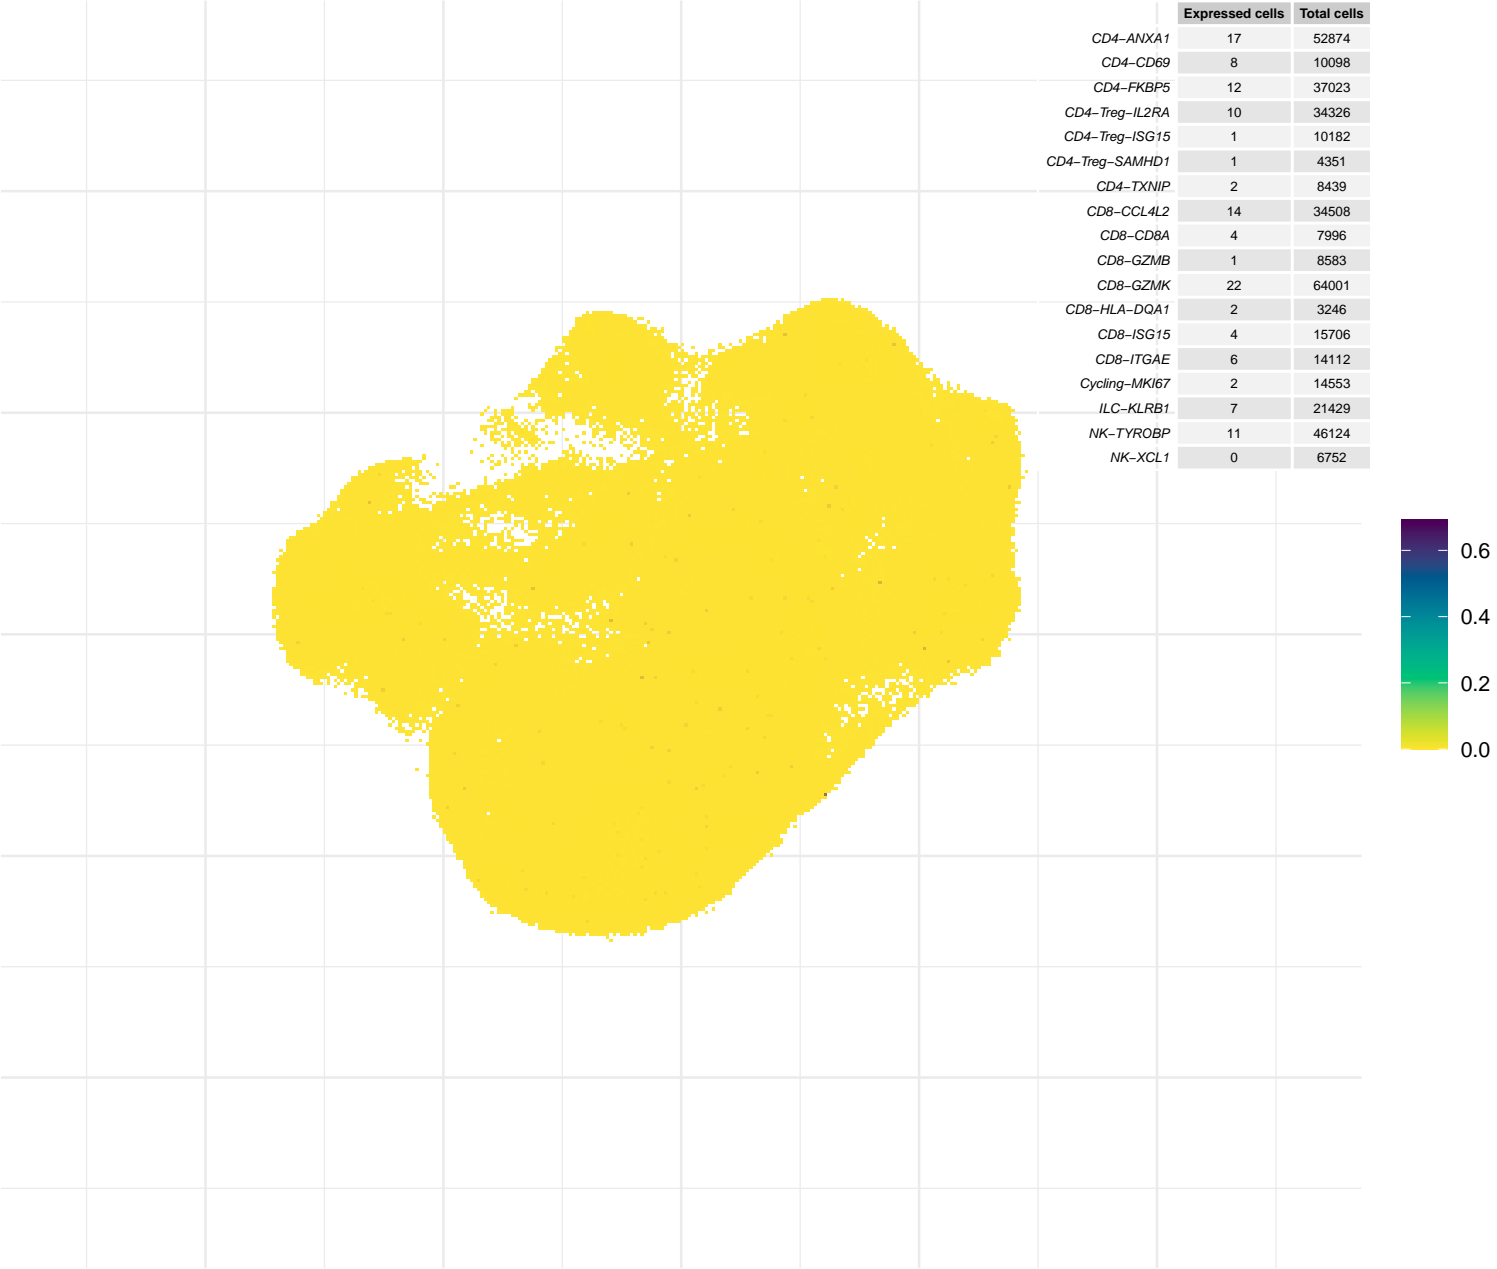 Expressed cells Total cells
CD4−ANXA1 17 52874
CD4−CD69 8 10098
CD4−FKBP5 12 37023
CD4−Treg−IL2RA 10 34326
CD4−Treg−ISG15 1 10182
CD4−Treg−SAMHD1 1 4351
CD4−TXNIP 2 8439
CD8−CCL4L2 14 34508
CD8−CD8A 4 7996
CD8−GZMB 1 8583
CD8−GZMK 22 64001
CD8−HLA−DQA1 2 3246
CD8−ISG15 4 15706
CD8−ITGAE 6 14112
Cycling−MKI67 2 14553
ILC−KLRB1 7 21429
NK−TYROBP 11 46124
NK−XCL1 0 6752
0.6
0.4
0.2
0.0